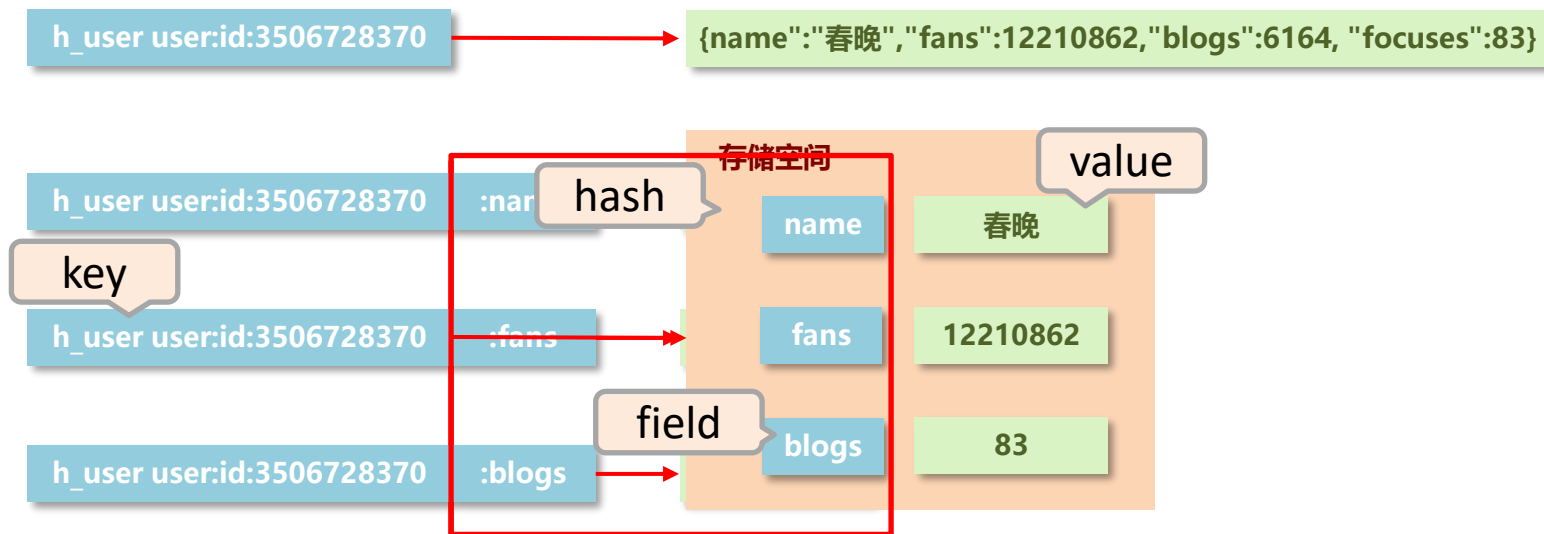 h_user user:id:3506728370
{name":"春晚","fans":12210862,"blogs":6164, "focuses":83}
存储空间
value
h_user user:id:3506728370
hash
name
春晚
key
h_user user:id:3506728370 :fans
fans
12210862
field
blogs
83
h_user user:id:3506728370 :blogs